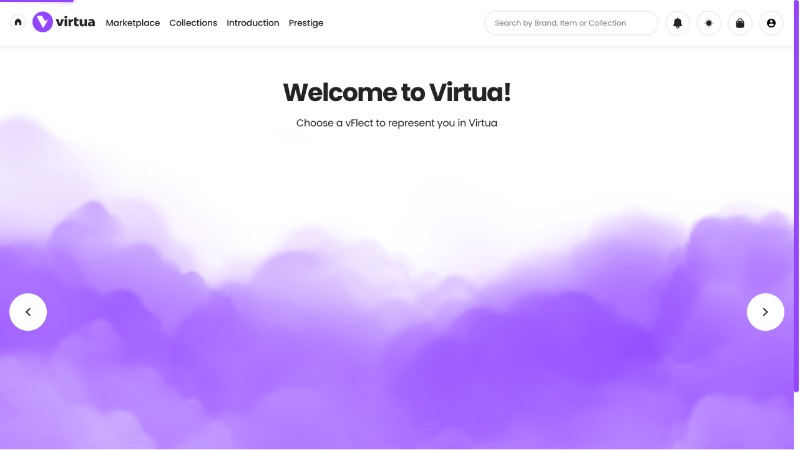 virtua Marketplace Collections Introduction Prestige Search by Brand, Item or Collection
Welcome to Virtua!
Choose a vFlect to represent you in Virtua